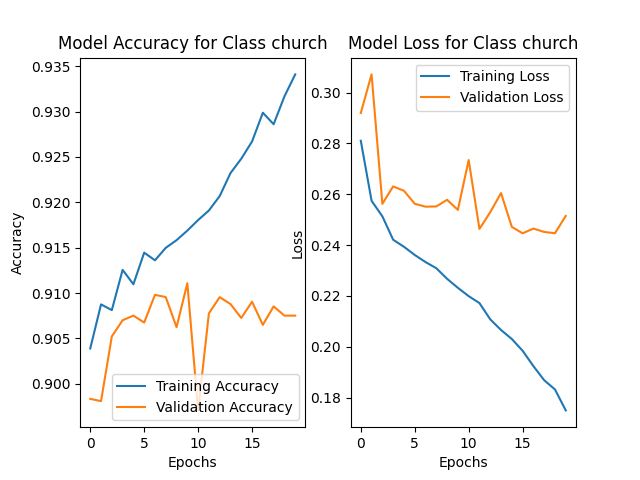 Model Accuracy for Class church
0.935
0.930
0.925
0.920
0.915
0.910
0.905
0.900
Accuracy
Training Accuracy
Validation Accuracy
0 5 10 15
Epochs
Model Loss for Class church
Training Loss
Validation Loss
0.30
0.28
0.26
0.24
0.22
0.20
0.18
Loss
0 5 10 15
Epochs